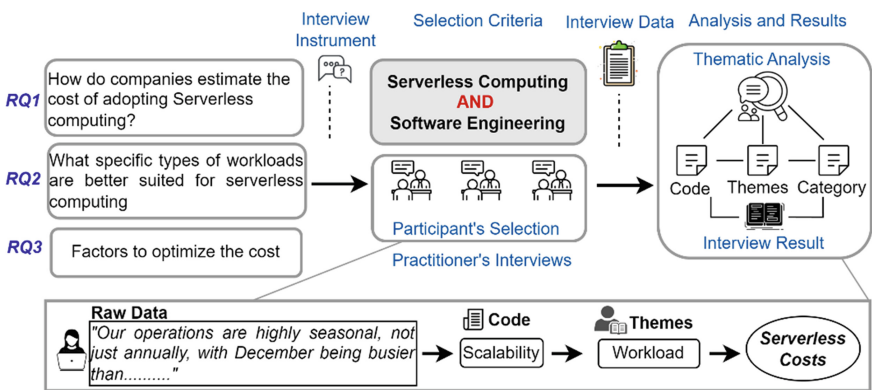 Interview
Instrument
Selection Criteria
Interview Data
Analysis and Results
RQ1
How do companies estimate the
cost of adopting Serverless
computing?
RQ2
What specific types of workloads
are better suited for serverless
computing
RQ3
Factors to optimize the cost
Serverless Computing
AND
Software Engineering
Participant's Selection
Practitioner's Interviews
Thematic Analysis
Code
Themes
Category
Interview Result
Raw Data
"Our operations are highly seasonal, not
just annually, with December being busier
than.........."
Code
Scalability
Themes
Workload
Serverless
Costs